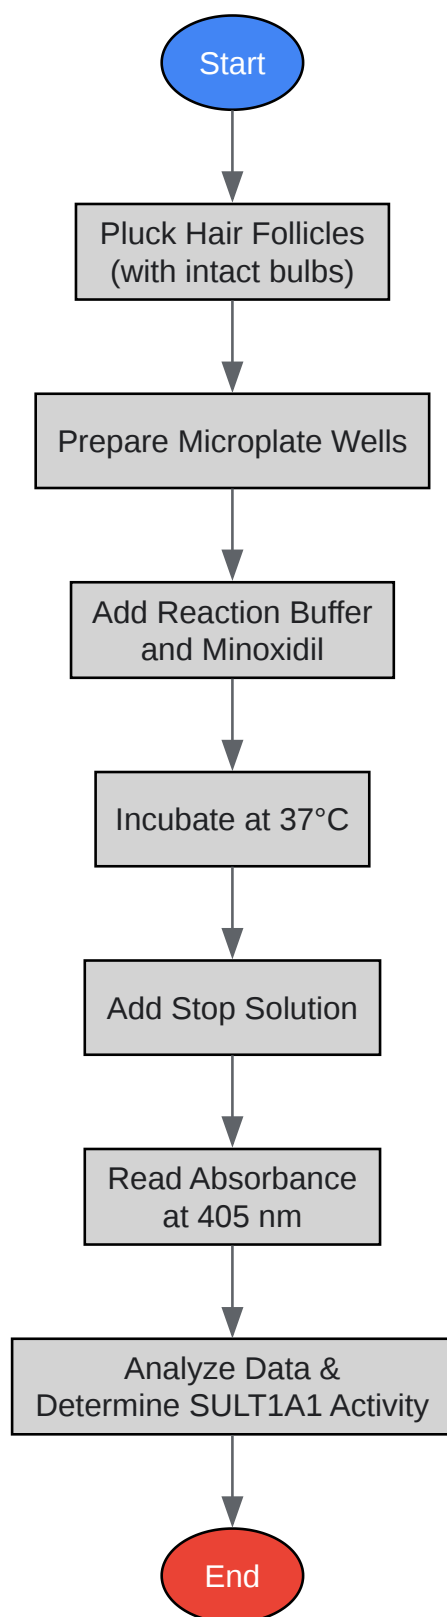 Start
Pluck Hair Follicles
(with intact bulbs)
Prepare Microplate Wells
Add Reaction Buffer
and Minoxidil
Incubate at 37°C
Add Stop Solution
Read Absorbance
at 405 nm
Analyze Data &
Determine SULT1A1 Activity
End